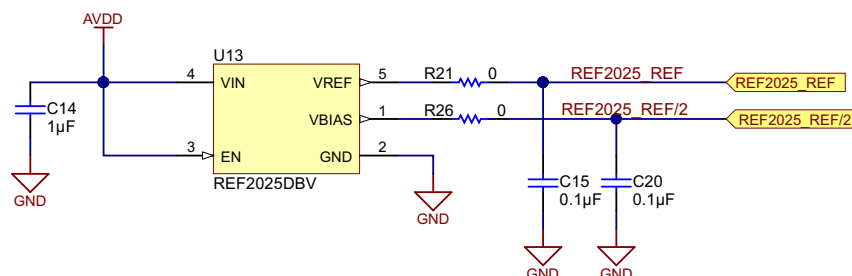 AVDD
U13
4 VIN VREF 5 R21 0 REF2025_REF REF2025_REF
C14
1µF
VBIAS 1 R26 0 REF2025_REF/2 REF2025_REF/2
3 EN GND 2
REF2025DBV
GND
GND
C15
0.1µF
C20
0.1µF
GND
GND